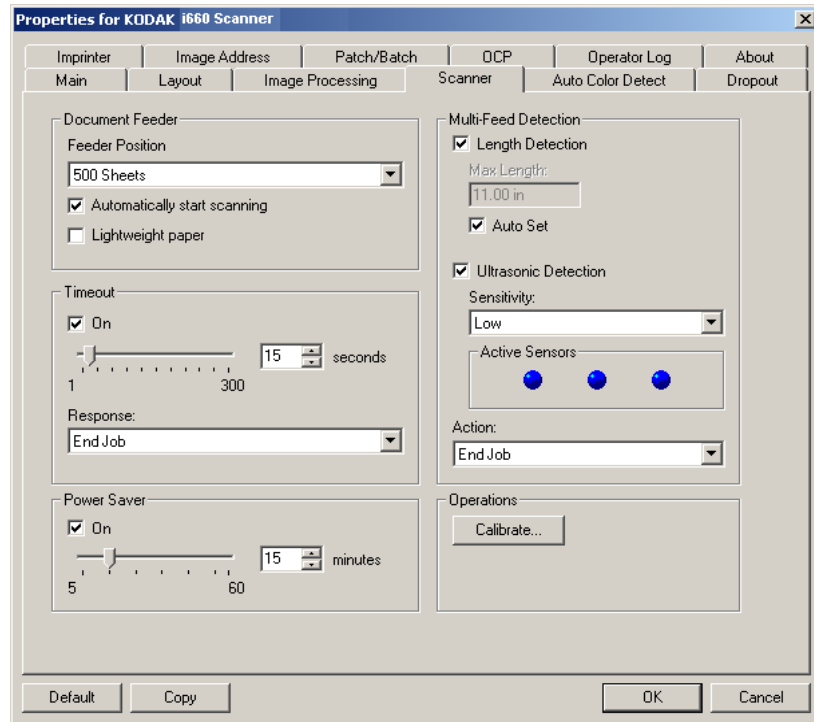 Properties for KODAK i660 Scanner
Imprinter Image Address Patch/Batch OCP Operator Log About
Main Layout Image Processing Scanner Auto Color Detect Dropout
Document Feeder
Feeder Position
500 Sheets
Automatically start scanning
Lightweight paper
Timeout
On
15 seconds
1 300
Response:
End Job
Power Saver
On
15 minutes
5 60
Multi-Feed Detection
Length Detection
Max Length:
11.00 in
Auto Set
Ultrasonic Detection
Sensitivity:
Low
Active Sensors
Action:
End Job
Operations
Calibrate...
Default Copy OK Cancel